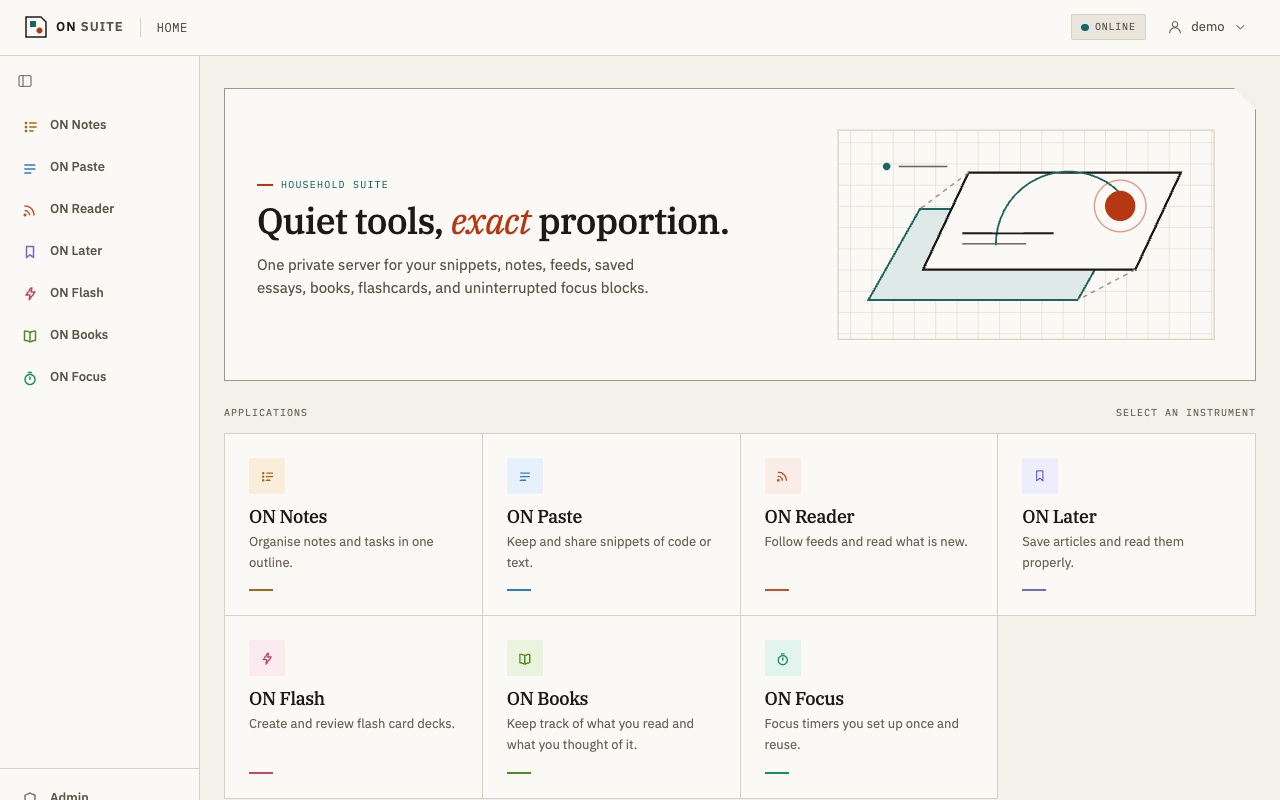 ON SUITE
HOME
ONLINE
demo
ON Notes
ON Paste
ON Reader
ON Later
ON Flash
ON Books
ON Focus
Admin
HOUSEHOLD SUITE
Quiet tools, exact proportion.
One private server for your snippets, notes, feeds, saved
essays, books, flashcards, and uninterrupted focus blocks.
APPLICATIONS
SELECT AN INSTRUMENT
ON Notes
Organise notes and tasks in one
outline.
ON Paste
Keep and share snippets of code or
text.
ON Reader
Follow feeds and read what is new.
ON Later
Save articles and read them
properly.
ON Flash
Create and review flash card decks.
ON Books
Keep track of what you read and
what you thought of it.
ON Focus
Focus timers you set up once and
reuse.